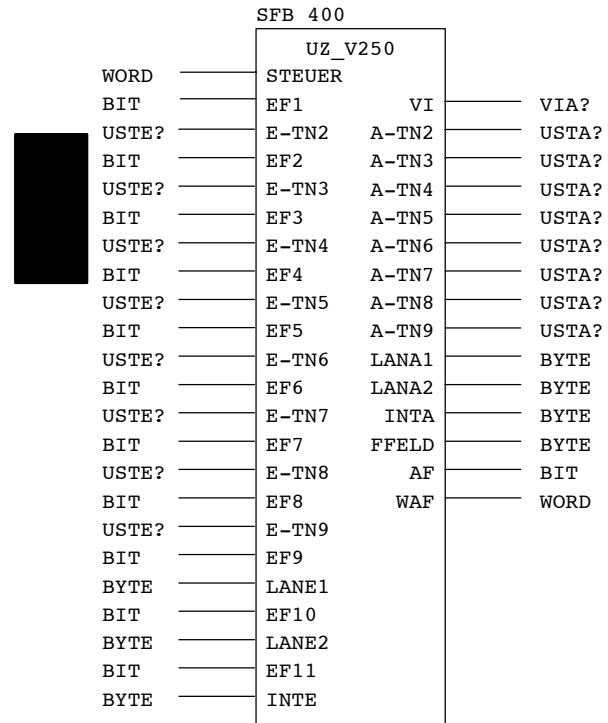 SFB 400
UZ_V250
WORD STEUER
BIT EF1 VI VIA?
USTE? E-TN2 A-TN2 USTA?
BIT EF2 A-TN3 USTA?
USTE? E-TN3 A-TN4 USTA?
BIT EF3 A-TN5 USTA?
USTE? E-TN4 A-TN6 USTA?
BIT EF4 A-TN7 USTA?
USTE? E-TN5 A-TN8 USTA?
BIT EF5 A-TN9 USTA?
USTE? E-TN6 LANA1 BYTE
BIT EF6 LANA2 BYTE
USTE? E-TN7 INTA BYTE
BIT EF7 FFELD BYTE
USTE? E-TN8 AF BIT
BIT EF8 WAF WORD
USTE? E-TN9
BIT EF9
BYTE LANE1
BIT EF10
BYTE LANE2
BIT EF11
BYTE INTE